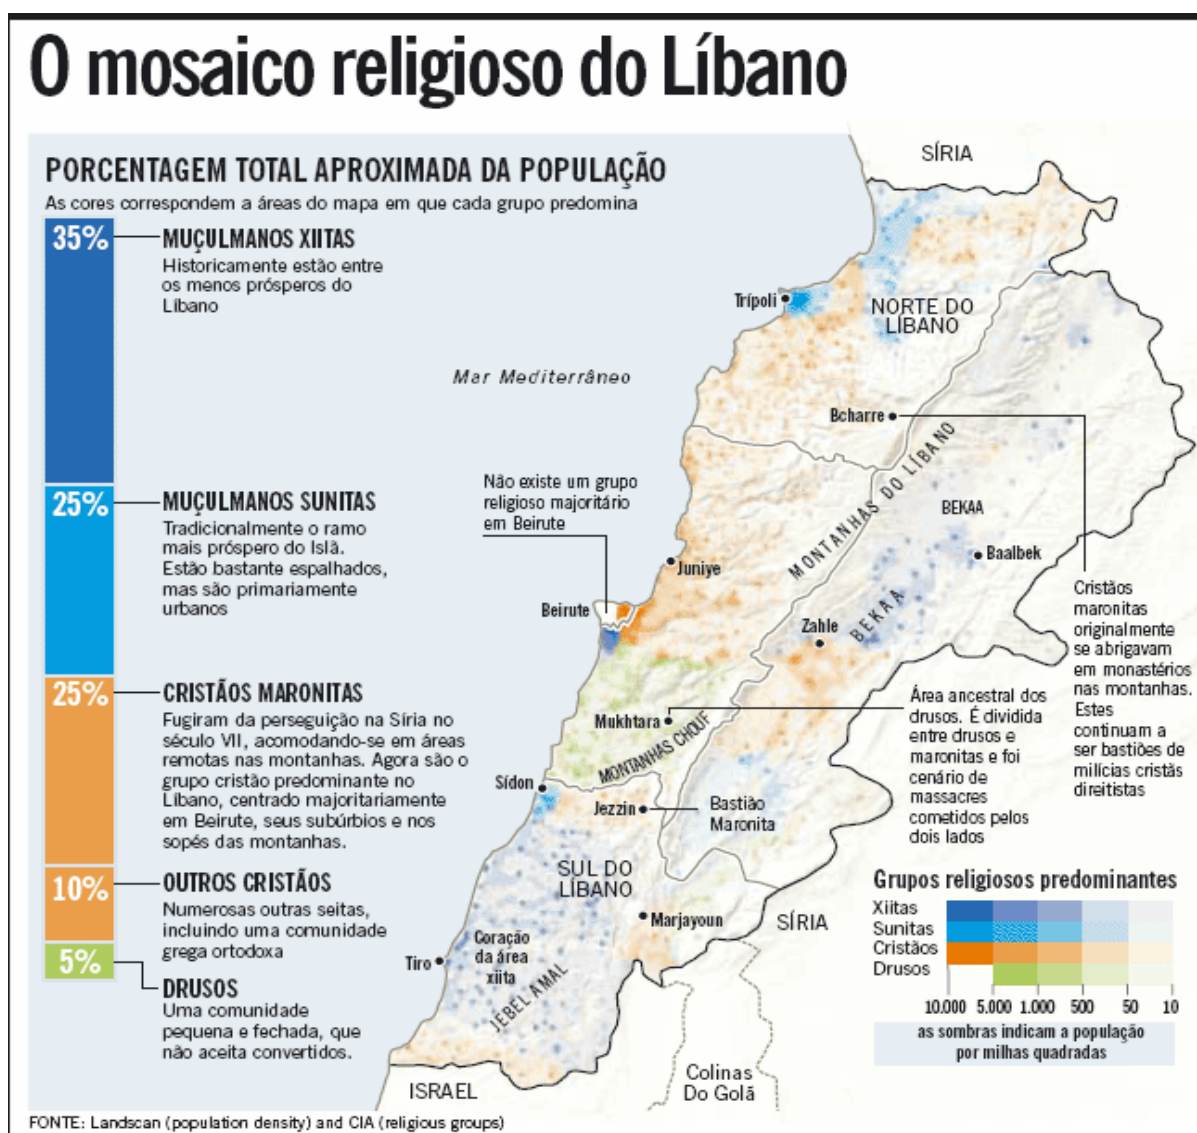 O mosaico religioso do Líbano
PORCENTAGEM TOTAL APROXIMADA DA POPULAÇÃO
As cores correspondem a áreas do mapa em que cada grupo predomina
35%
MUÇULMANOS XIITAS
Historicamente estão entre
os menos prósperos do
Líbano
25%
MUÇULMANOS SUNITAS
Tradicionalmente o ramo
mais próspero do Islã.
Estão bastante espalhados,
mas são primariamente
urbanos
25%
CRISTÃOS MARONITAS
Fugiram da perseguição na Síria no
século VII, acomodando-se em áreas
remotas nas montanhas. Agora são o
grupo cristão predominante no
Líbano, centrado majoritariamente
em Beirute, seus subúrbios e nos
sopés das montanhas.
10%
OUTROS CRISTÃOS
Numerosas outras seitas,
incluindo uma comunidade
grega ortodoxa
5%
DRUSOS
Uma comunidade
pequena e fechada, que
não aceita convertidos.
SÍRIA
Trípoli
NORTE DO
LÍBANO
Mar Mediterrâneo
Bcharre
MONTANHAS DO LÍBANO
Não existe um grupo
religioso majoritário
em Beirute
BEKAA
Baalbek
Juniye
Beirute
Zahle
BEKAA
Cristãos
maronitas
originalmente
se abrigavam
em monastérios
nas montanhas.
Estes
continuam a
ser bastiões de
milícias cristãs
direitistas
Mukhtara
MONTANHAS CHOUF
Área ancestral dos
drusos. É dividida
entre drusos e
maronitas e foi
cenário de
massacres
cometidos pelos
dois lados
Sídon
Jezzin
Bastião
Maronita
SUL DO
LÍBANO
Marjayoun
SÍRIA
Coração
da área
xiita
Tiro
JEBEL AMAL
ISRAEL
Colinas
Do Golã
Grupos religiosos predominantes
Xiitas
Sunitas
Cristãos
Drusos
10.000 5.000 1.000 500 50 10
as sombras indicam a população
por milhas quadradas
FONTE: Landscan (population density) and CIA (religious groups)